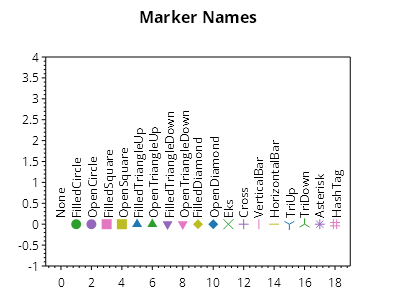 Marker Names
4
3.5
3
2.5
2
1.5
1
0.5
0
-0.5
-1
None
FilledCircle
OpenCircle
FilledSquare
OpenSquare
FilledTriangleUp
OpenTriangleUp
FilledTriangleDown
OpenTriangleDown
FilledDiamond
OpenDiamond
Eks
Cross
VerticalBar
HorizontalBar
TriUp
TriDown
Asterisk
HashTag
0 2 4 6 8 10 12 14 16 18